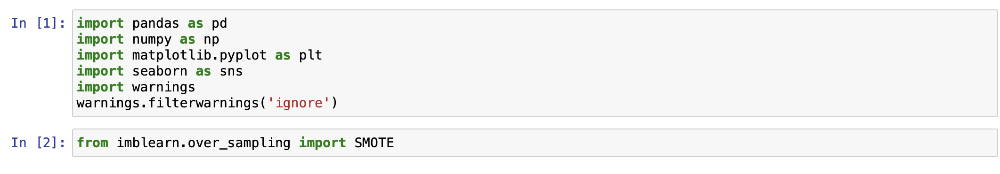 In [1]: import pandas as pd
import numpy as np
import matplotlib.pyplot as plt
import seaborn as sns
import warnings
warnings.filterwarnings('ignore')
In [2]: from imblearn.over_sampling import SMOTE